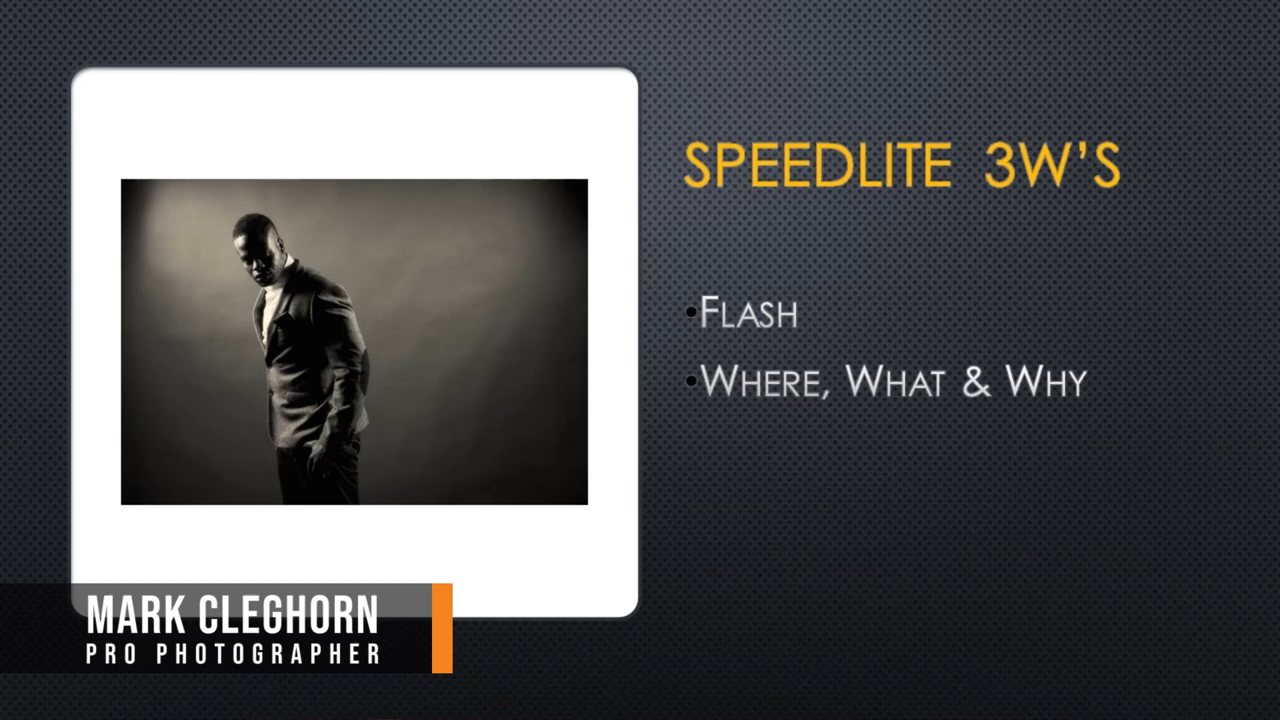 SPEEDLITE 3W’S
•FLASH
•WHERE, WHAT & WHY
MARK CLEGHORN
PRO PHOTOGRAPHER